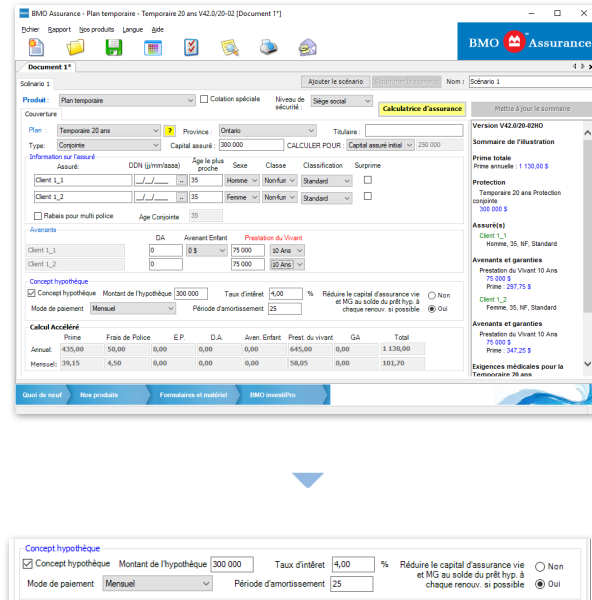 BMO Assurance - Plan temporaire - Temporaire 20 ans V42.0/20-02 [Document 1*]
Fichier Rapport Nos produits Langue Aide
BMO Assurance
Document 1*
Scénario 1 Ajouter le scénario Supprimer le scénario Nom : Scénario 1
Produit : Plan temporaire Cotation spéciale Niveau de sécurité : Siège social Calculatrice d'assurance Mettre à jour le sommaire
Couverture
Plan : Temporaire 20 ans ? Province : Ontario Titulaire :
Type: Conjointe Capital assuré : 300 000 CALCULER POUR : Capital assuré initial 250 000
Information sur l'assuré
Assuré: DDN (jj/mm/aaaa) Âge le plus proche Sexe Classe Classification Surprime
Client 1_1 __/__/____ .. 35 Homme Non-fum Standard
Client 1_2 __/__/____ .. 35 Femme Non-fum Standard
Rabais pour multi police Age Conjointe 35
Avenants
DA Avenant Enfant Prestation du Vivant
Client 1_1 0 0 $ 75 000 10 Ans
Client 1_2 0 75 000 10 Ans
Concept hypothèque
Concept hypothèque Montant de l'hypothèque 300 000 Taux d'intéret 4,00 % Réduire le capital d'assurance vie et MG au solde du prêt hyp. à chaque renouv. si possible Non
Mode de paiement Mensuel Période d'amortissement 25 Oui
Calcul Accéléré
Prime Frais de Police E.P. D.A. Aven. Enfant Prest. du vivant GA Total
Annuel: 435,00 50,00 0,00 0,00 0,00 645,00 0,00 1 130,00
Mensuel: 39,15 4,50 0,00 0,00 0,00 58,05 0,00 101,70
Version V42.0/20-02HO
Sommaire de l'illustration
Prime totale
Prime annuelle : 1 130,00 $
Protection
Temporaire 20 ans Protection
conjointe
300 000 $
Assuré(s)
Client 1_1
Homme, 35, NF, Standard
Avenants et garanties
Prestation du Vivant 10 Ans
75 000 $
Prime : 297,75 $
Client 1_2
Femme, 35, NF, Standard
Avenants et garanties
Prestation du Vivant 10 Ans
75 000 $
Prime : 347,25 $
Exigences médicales pour la
Temporaire 20 ans
Quoi de neuf Nos produits Formulaires et matériel BMO investiPro
Concept hypothèque
Concept hypothèque Montant de l'hypothèque 300 000 Taux d'intéret 4,00 % Réduire le capital d'assurance vie et MG au solde du prêt hyp. à chaque renouv. si possible Non
Mode de paiement Mensuel Période d'amortissement 25 Oui